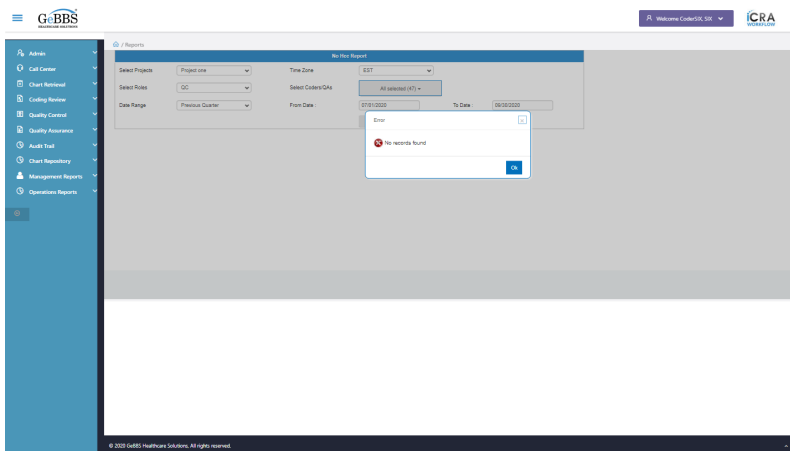 GeBBS
HEALTHCARE SOLUTIONS
Welcome CoderSIX, SIX
iCRA
WORKFLOW
/ Reports
Admin
Call Center
Chart Retrieval
Coding Review
Quality Control
Quality Assurance
Audit Trail
Chart Repository
Management Reports
Operations Reports
No Hcc Report
Select Projects
Project one
Time Zone
EST
Select Roles
QC
Select Coders/QAs
All selected (47)
Date Range
Previous Quarter
From Date :
07/01/2020
To Date :
09/30/2020
Error
x
No records found
Ok
© 2020 GeBBS Healthcare Solutions, All rights reserved.